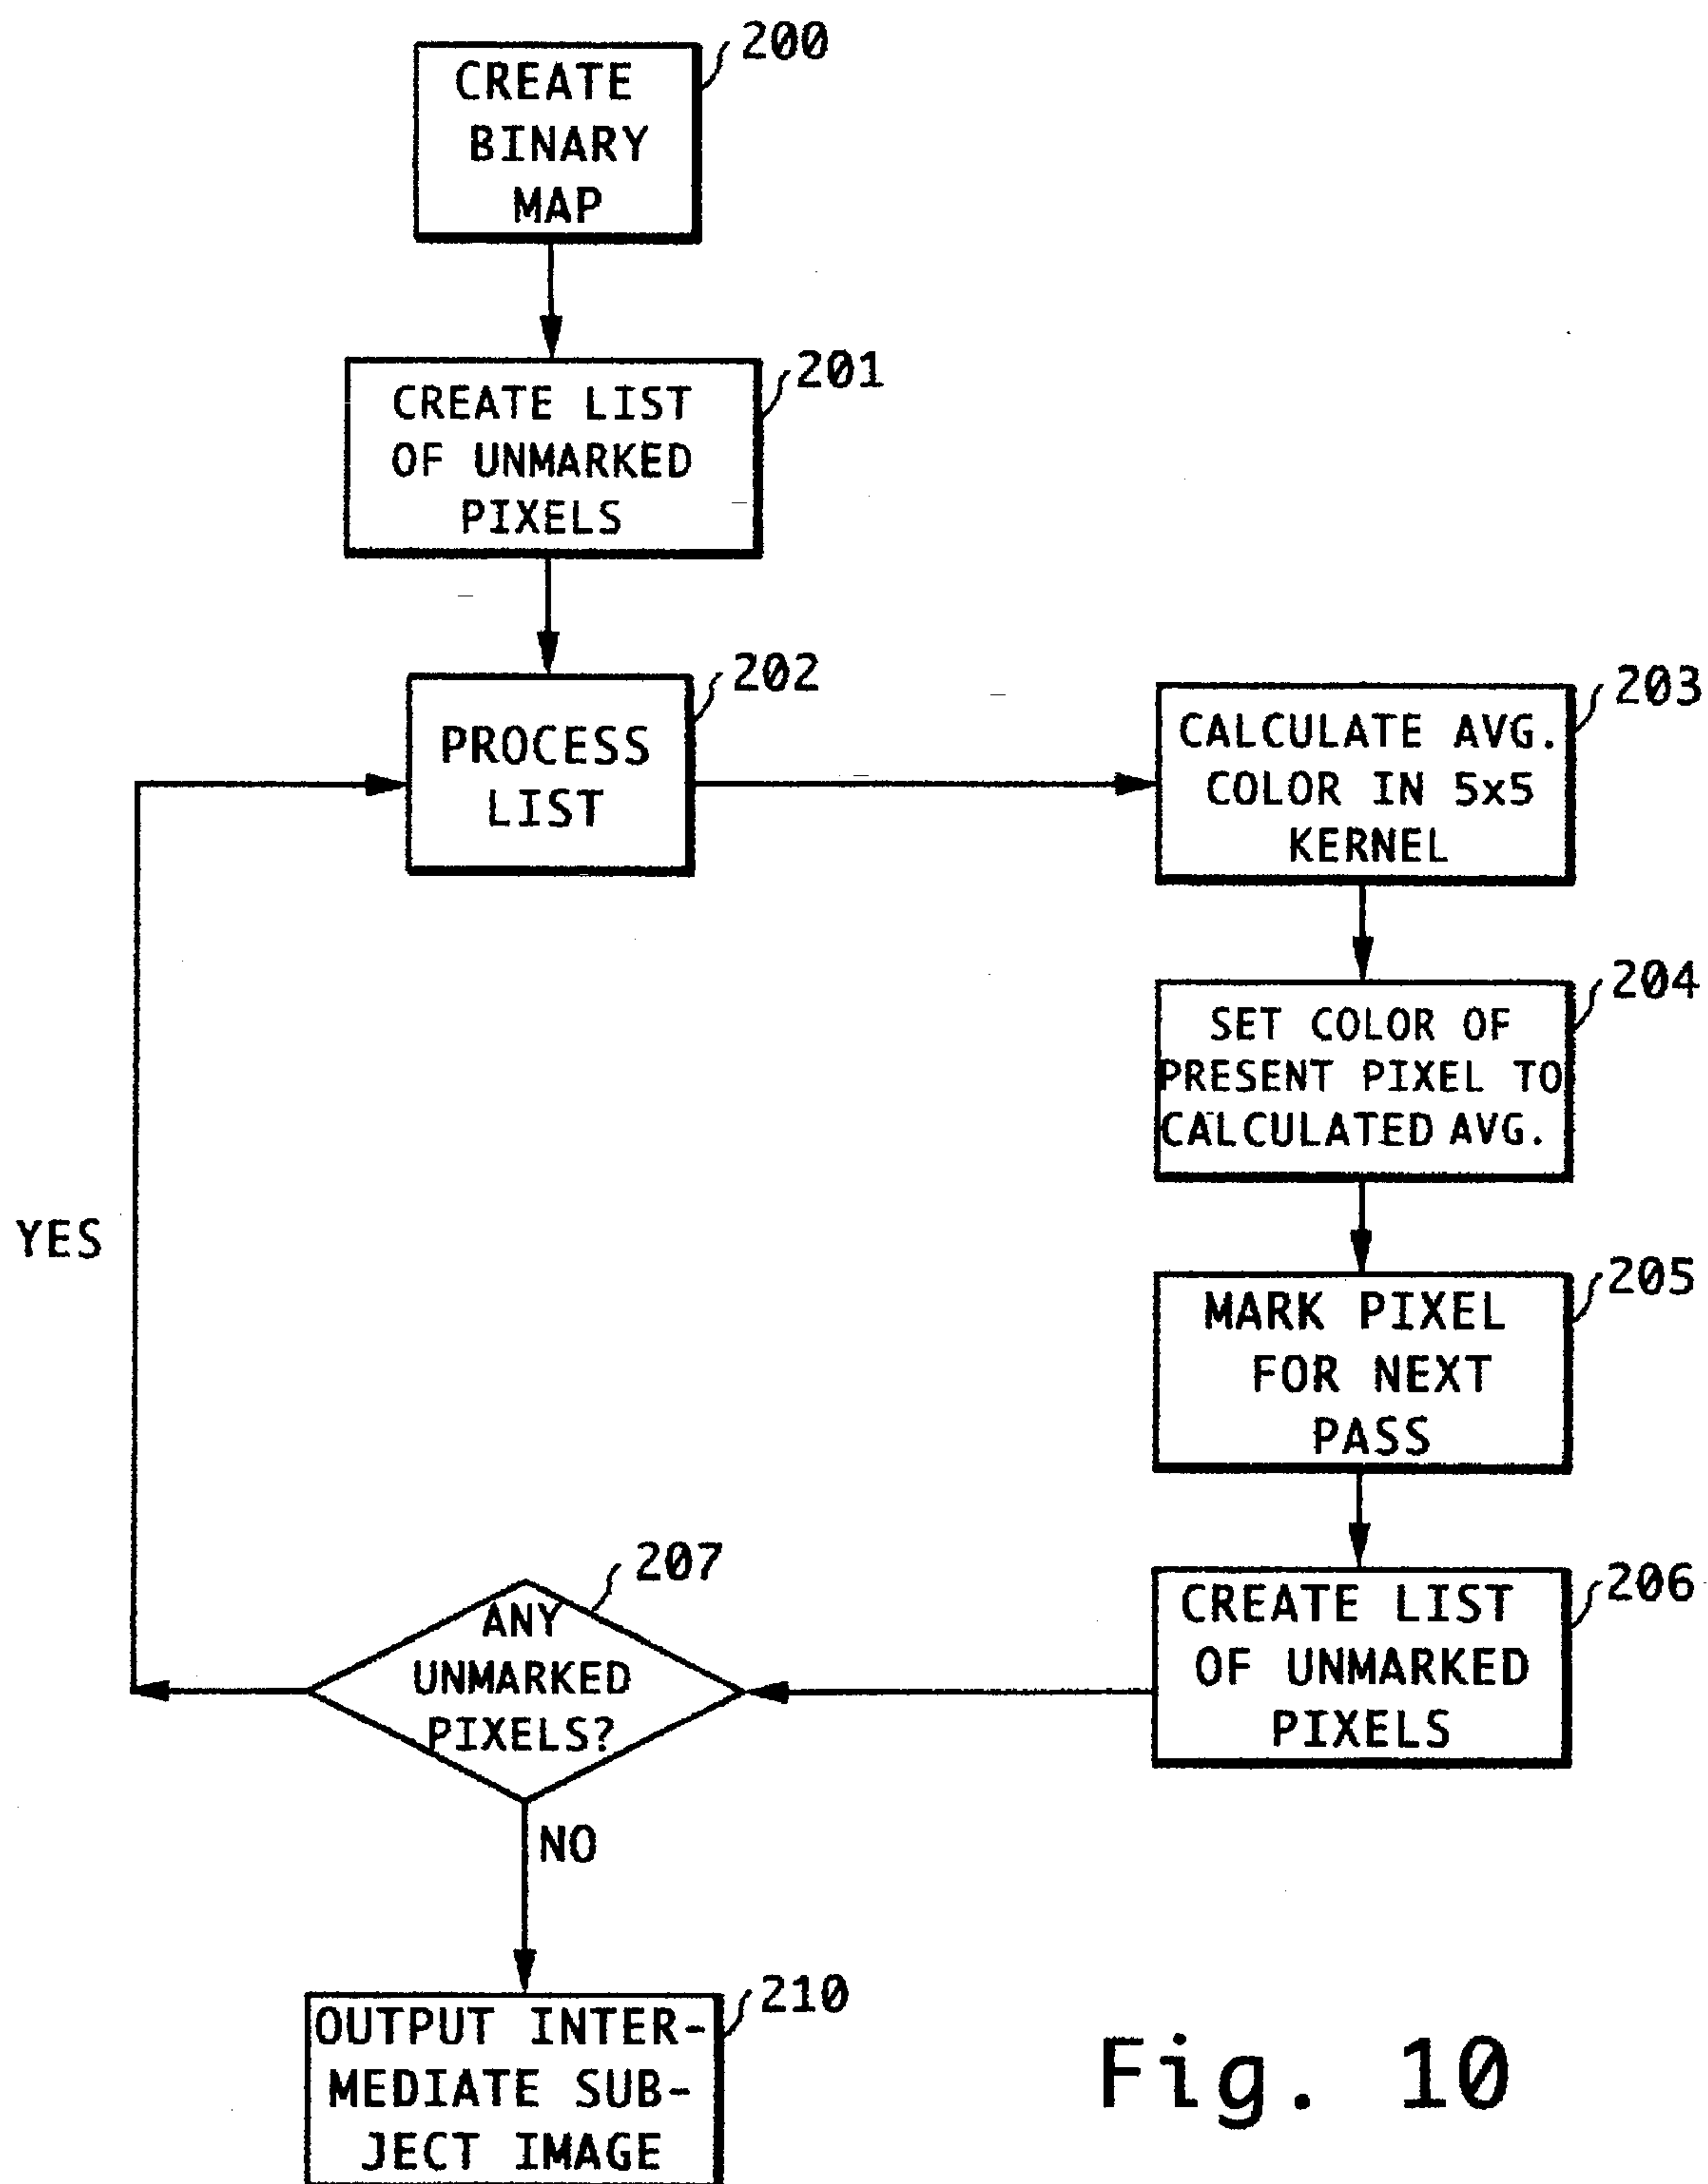 200
CREATE
BINARY
MAP
201
CREATE LIST
OF UNMARKED
PIXELS
202
PROCESS
LIST
203
CALCULATE AVG.
COLOR IN 5x5
KERNEL
204
SET COLOR OF
PRESENT PIXEL TO
CALCULATED AVG.
YES
205
MARK PIXEL
FOR NEXT
PASS
207
ANY
UNMARKED
PIXELS?
206
CREATE LIST
OF UNMARKED
PIXELS
NO
210
OUTPUT INTER-
MEDIATE SUB-
JECT IMAGE
Fig. 10